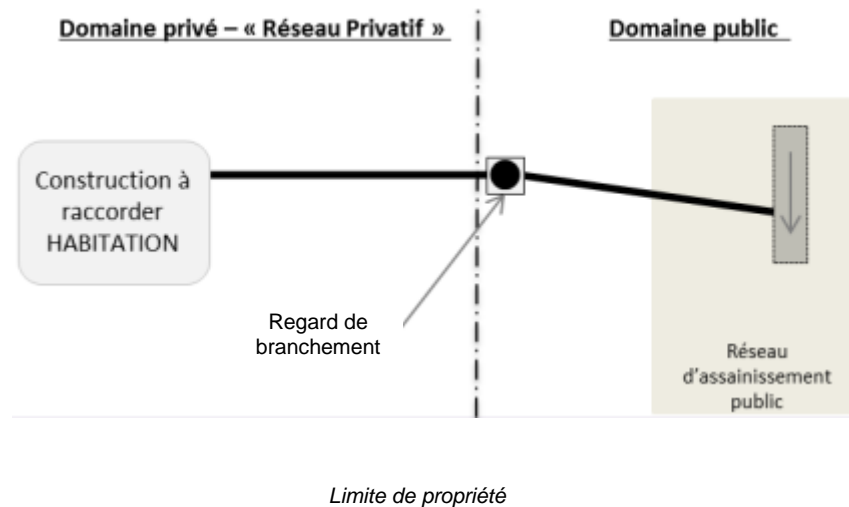 Domaine privé – « Réseau Privatif »
Domaine public
Construction à
raccorder
HABITATION
Regard de
branchement
Réseau
d'assainissement
public
Limite de propriété